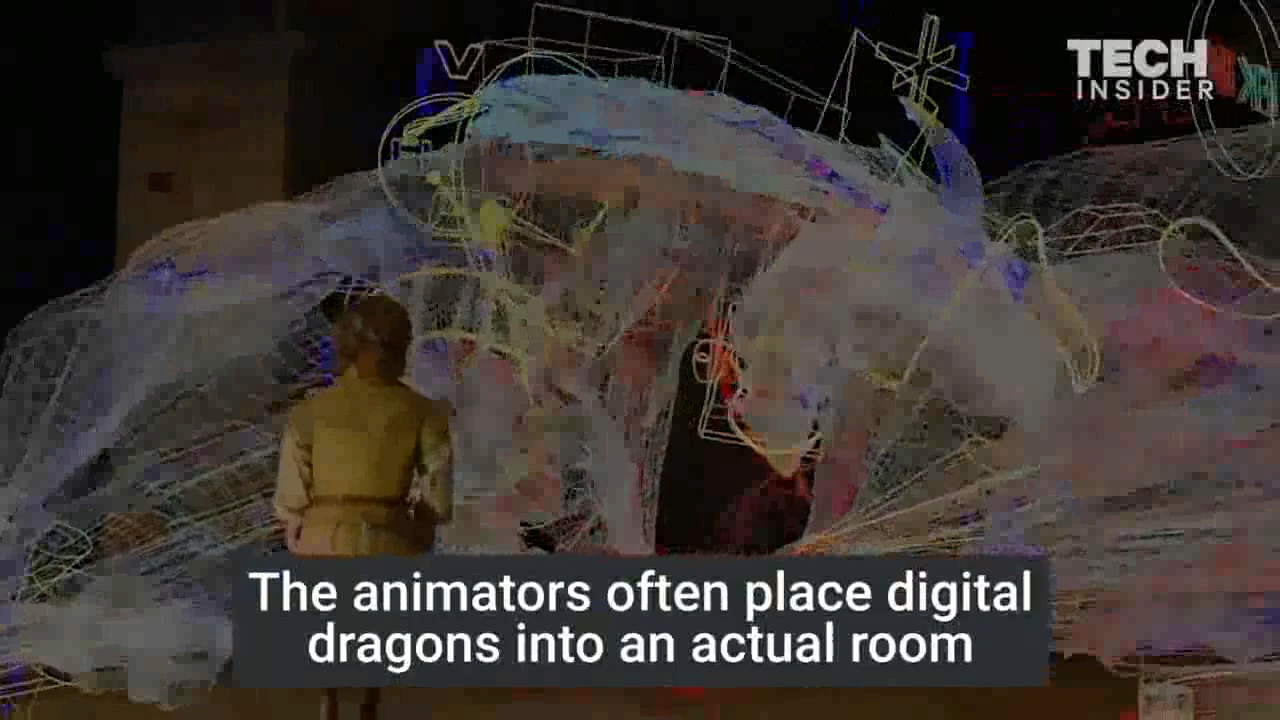 TECH
INSIDER
The animators often place digital
dragons into an actual room